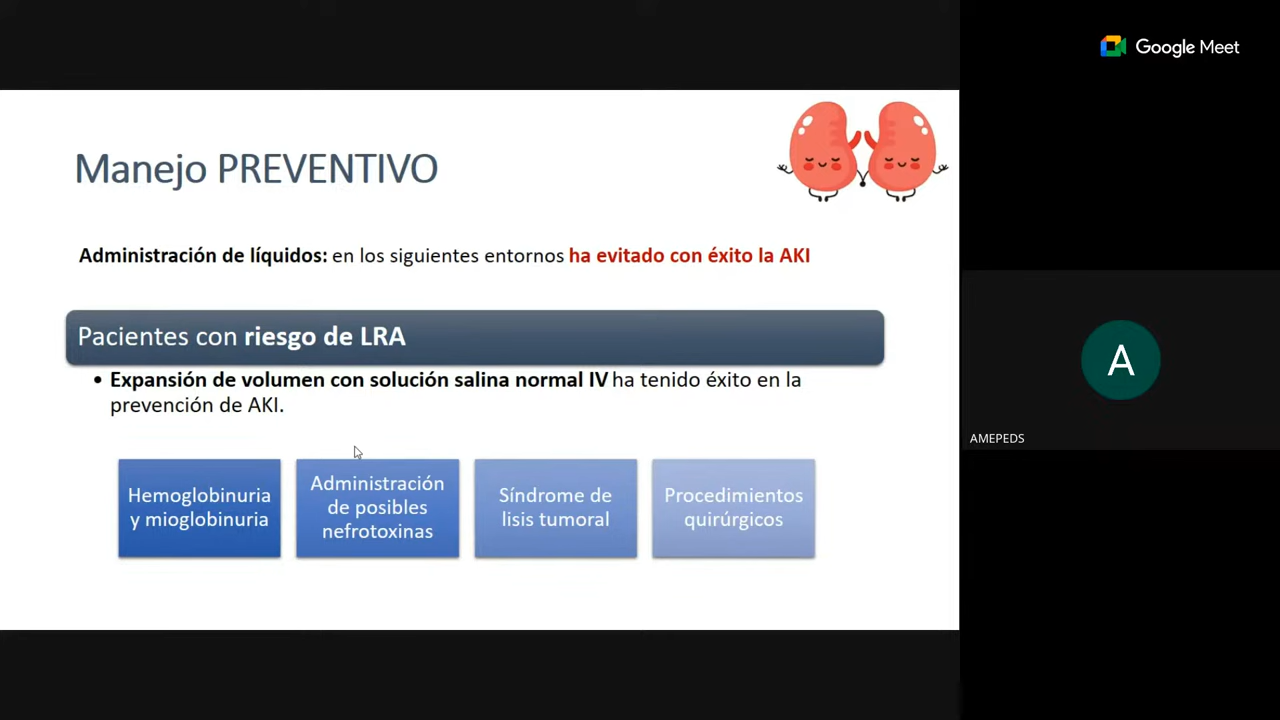 Google Meet
Manejo PREVENTIVO
Administración de líquidos: en los siguientes entornos ha evitado con éxito la AKI
Pacientes con riesgo de LRA
• Expansión de volumen con solución salina normal IV ha tenido éxito en la
prevención de AKI.
Hemoglobinuria
y mioglobinuria
Administración
de posibles
nefrotoxinas
Síndrome de
lisis tumoral
Procedimientos
quirúrgicos
A
AMEPEDS